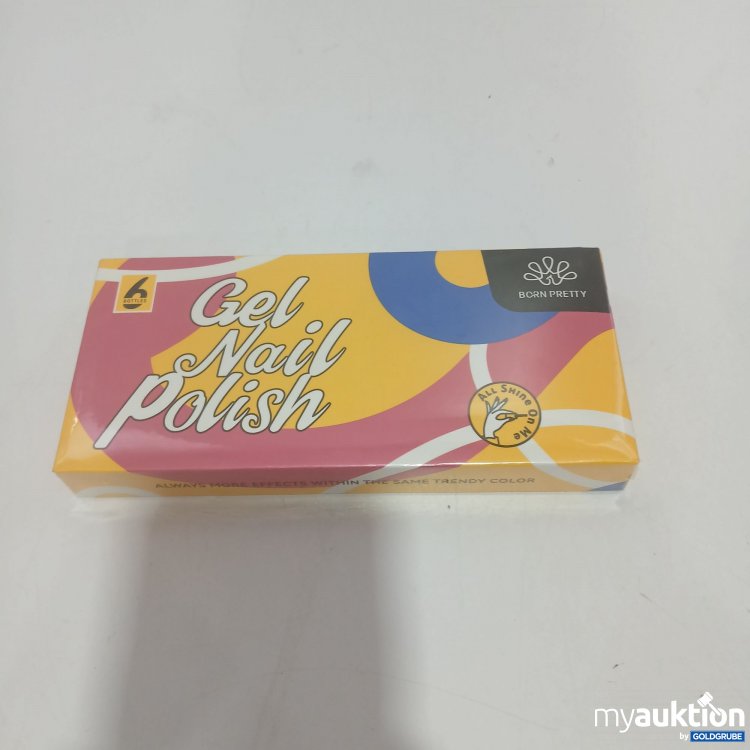 6
BOTTLES
Gel
Nail
Polish
BORN PRETTY
ALL SHINE ON ME
ALWAYS MORE EFFECTS WITHIN THE SAME TRENDY COLOR
myauktion
by GOLDGRUBE